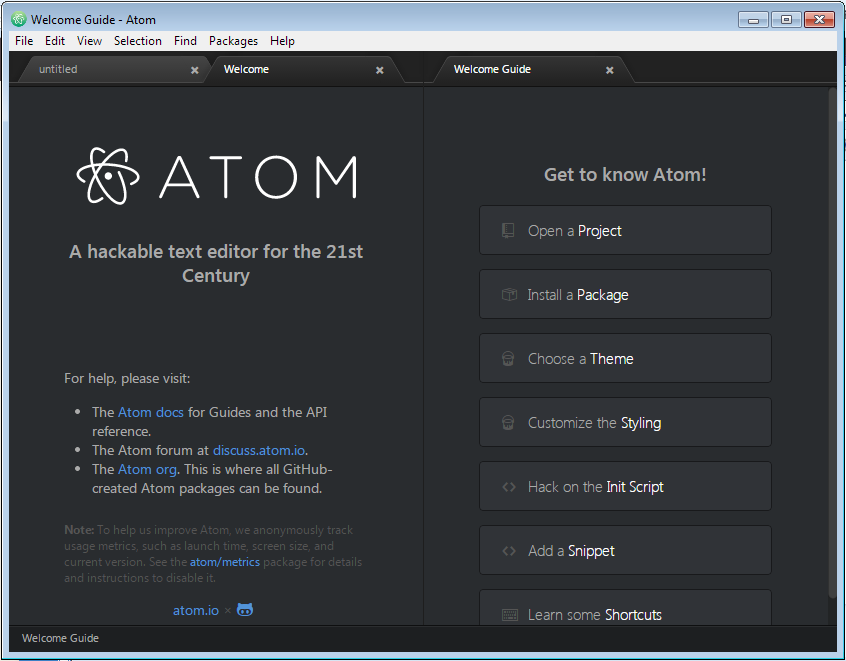 Welcome Guide - Atom
File Edit View Selection Find Packages Help
untitled
Welcome
Welcome Guide
ATOM
A hackable text editor for the 21st
Century
For help, please visit:
• The Atom docs for Guides and the API
reference.
• The Atom forum at discuss.atom.io.
• The Atom org. This is where all GitHub-
created Atom packages can be found.
Note: To help us improve Atom, we anonymously track
usage metrics, such as launch time, screen size, and
current version. See the atom/metrics package for details
and instructions to disable it.
atom.io ×
Get to know Atom!
Open a Project
Install a Package
Choose a Theme
Customize the Styling
Hack on the Init Script
Add a Snippet
Learn some Shortcuts
Welcome Guide